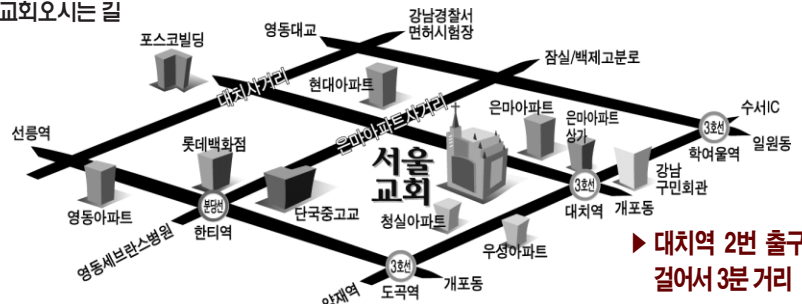 교회오시는 길
영동대교
강남경찰서
면허시험장
포스코빌딩
잠실/백제고분로
대치사거리
현대아파트
은마아파트사거리
은마아파트
은마아파트
상가
수서IC
3호선
학여울역
일원동
선릉역
롯데백화점
서울
교회
3호선
대치역
강남
구민회관
개포동
영동아파트
분당선
한티역
단국중고교
청실아파트
우성아파트
영동세브란스병원
3호선
도곡역
개포동
양재역
▶ 대치역 2번 출구
걸어서 3분 거리